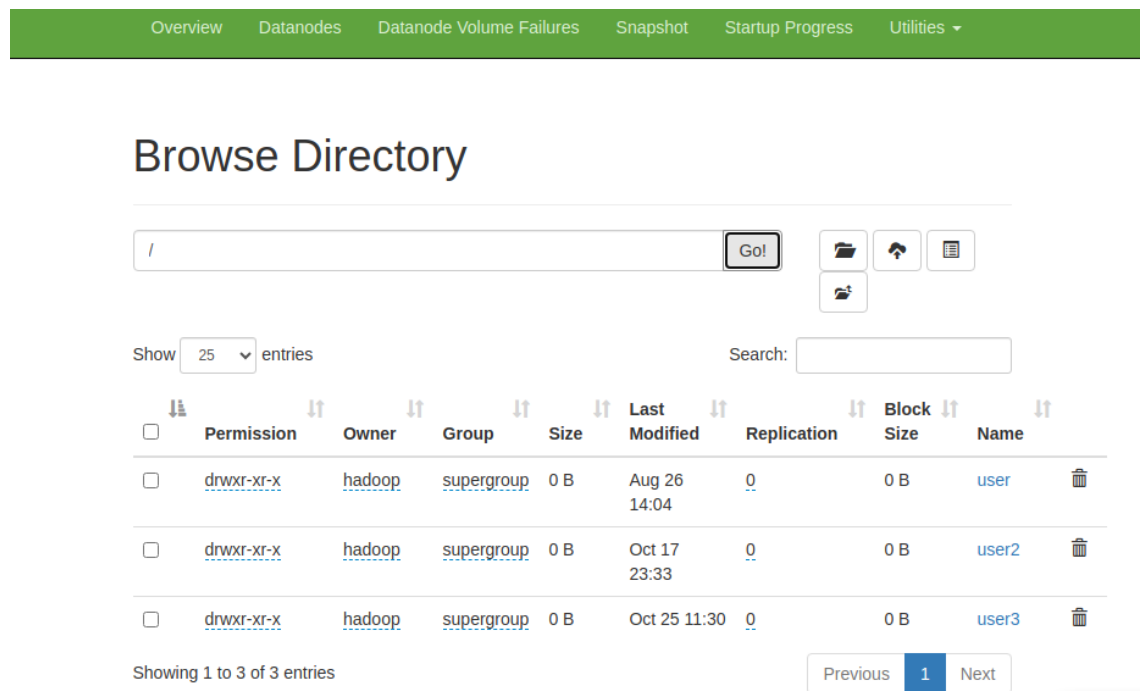 Overview Datanodes Datanode Volume Failures Snapshot Startup Progress Utilities
Browse Directory
/ Go!
Show 25 entries Search:
Permission Owner Group Size Last Modified Replication Block Size Name
drwxr-xr-x hadoop supergroup 0 B Aug 26 14:04 0 0 B user
drwxr-xr-x hadoop supergroup 0 B Oct 17 23:33 0 0 B user2
drwxr-xr-x hadoop supergroup 0 B Oct 25 11:30 0 0 B user3
Showing 1 to 3 of 3 entries Previous 1 Next